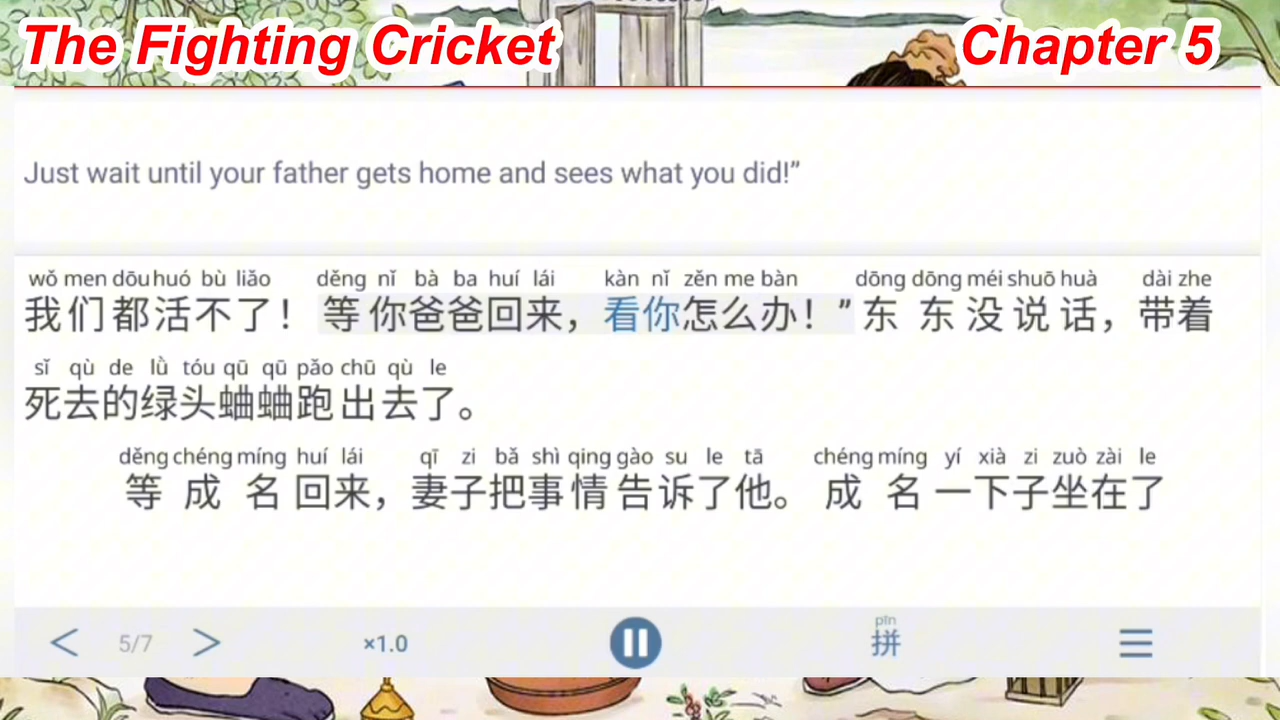 The Fighting Cricket
Chapter 5
Just wait until your father gets home and sees what you did!”
wǒ men dōu huó bù liǎo děng nǐ bà ba huí lái kàn nǐ zěn me bàn dōng dōng méi shuō huà dài zhe
我们都活不了！等你爸爸回来，看你怎么办！”东东没说话，带着
sǐ qù de lǜ tóu qū qū pǎo chū qù le
死去的绿头蛐蛐跑出去了。
děng chéng míng huí lái qī zi bǎ shì qing gào su le tā chéng míng yí xià zi zuò zài le
等成名回来，妻子把事情告诉了他。成名一下子坐在了
< 5/7 > ×1.0 pīn
拼